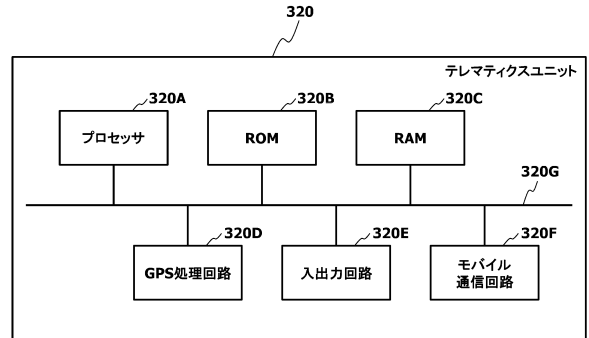 320
テレマティクスユニット
320A
320B
320C
プロセッサ
ROM
RAM
320G
320D
320E
320F
GPS処理回路
入出力回路
モバイル
通信回路